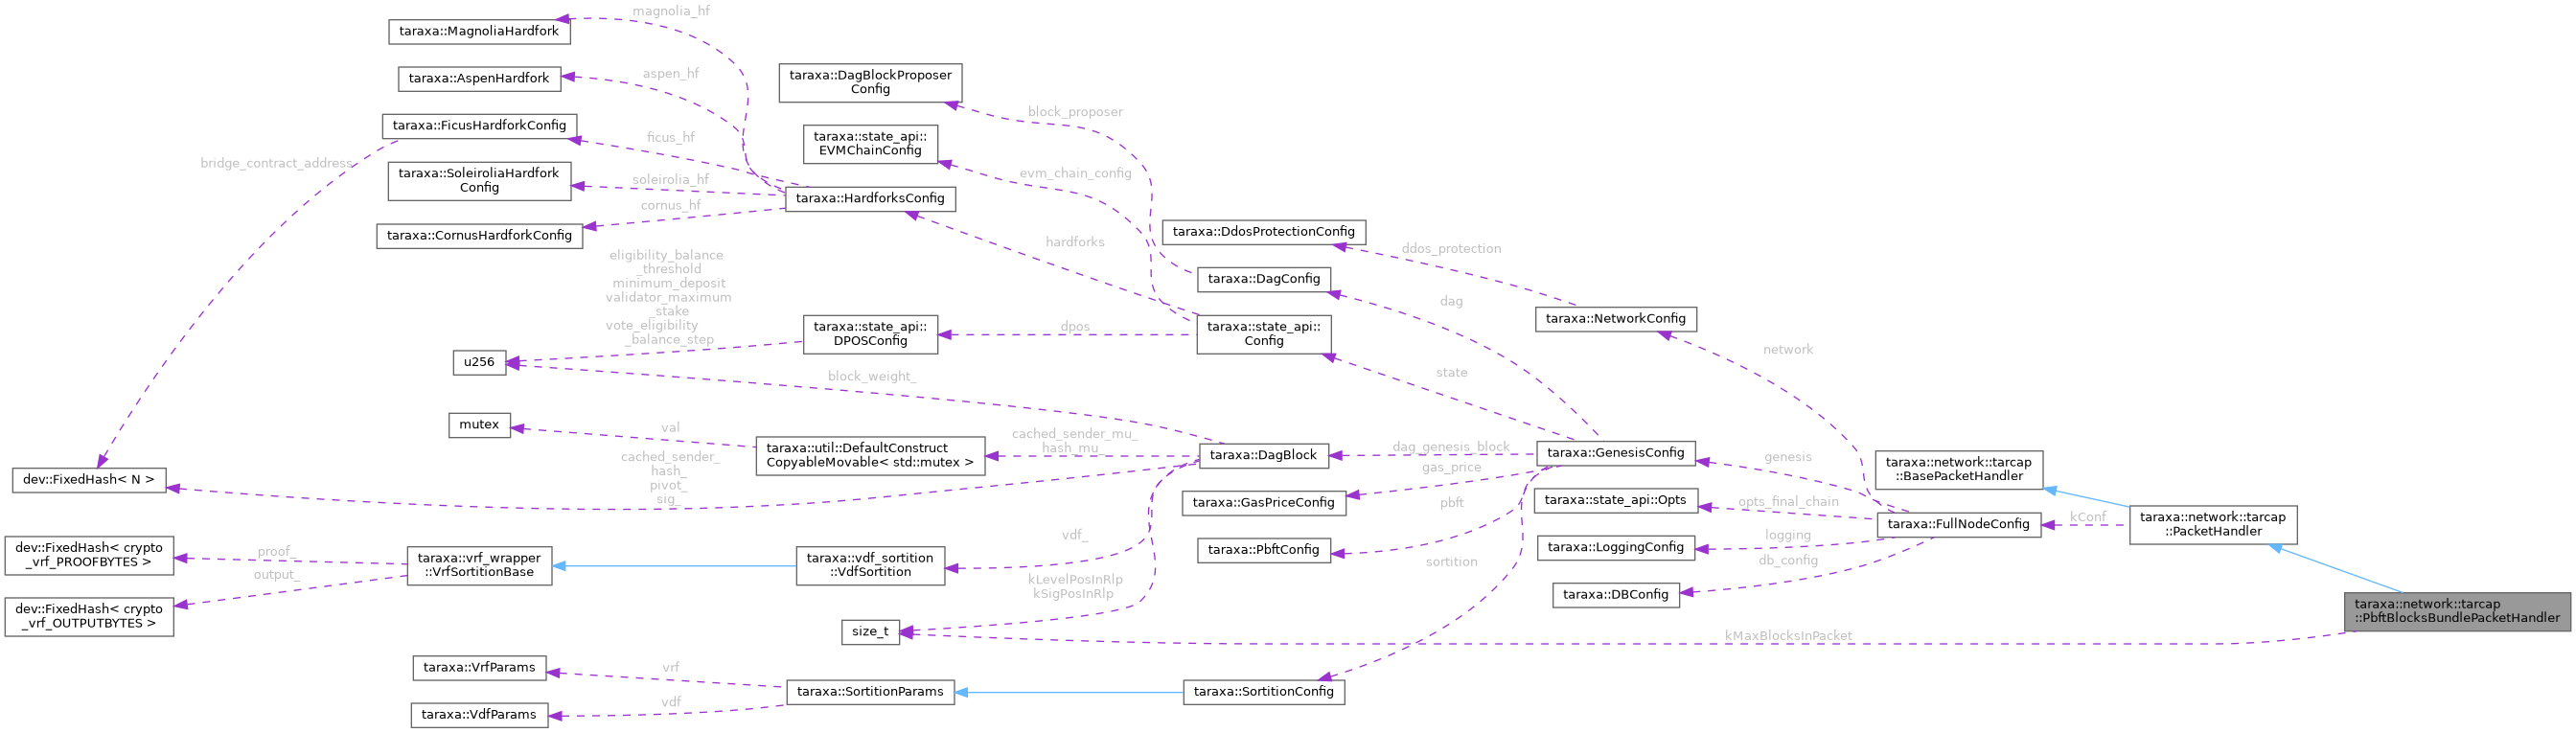 magnolia_hf
taraxa::MagnoliaHardfork
aspen_hf
taraxa::AspenHardfork
taraxa::DagBlockProposer
Config
block_proposer
taraxa::FicusHardforkConfig
ficus_hf
taraxa::state_api::
EVMChainConfig
bridge_contract_address
taraxa::SoleiroliaHardfork
Config
soleirolia_hf
evm_chain_config
taraxa::HardforksConfig
cornus_hf
taraxa::CornusHardforkConfig
taraxa::DdosProtectionConfig
hardforks
ddos_protection
eligibility_balance
_threshold
minimum_deposit
validator_maximum
_stake
vote_eligibility
_balance_step
taraxa::DagConfig
dag
taraxa::NetworkConfig
taraxa::state_api::
DPOSConfig
dpos
taraxa::state_api::
Config
network
u256
block_weight_
state
mutex
val
taraxa::util::DefaultConstruct
CopyableMovable< std::mutex >
cached_sender_mu_
hash_mu_
taraxa::DagBlock
dag_genesis_block
taraxa::GenesisConfig
genesis
taraxa::network::tarcap
::BasePacketHandler
dev::FixedHash< N >
cached_sender_
hash_
pivot_
sig_
gas_price
taraxa::GasPriceConfig
pbft
taraxa::state_api::Opts
opts_final_chain
taraxa::FullNodeConfig
kConf
taraxa::network::tarcap
::PacketHandler
dev::FixedHash< crypto
_vrf_PROOFBYTES >
proof_
output_
dev::FixedHash< crypto
_vrf_OUTPUTBYTES >
taraxa::vrf_wrapper
::VrfSortitionBase
taraxa::vdf_sortition
::VdfSortition
vdf_
taraxa::PbftConfig
sortition
taraxa::LoggingConfig
logging
db_config
taraxa::DBConfig
kLevelPosInRlp
kSigPosInRlp
taraxa::network::tarcap
::PbftBlocksBundlePacketHandler
size_t
kMaxBlocksInPacket
taraxa::VrfParams
vrf
taraxa::SortitionParams
taraxa::SortitionConfig
vdf
taraxa::VdfParams